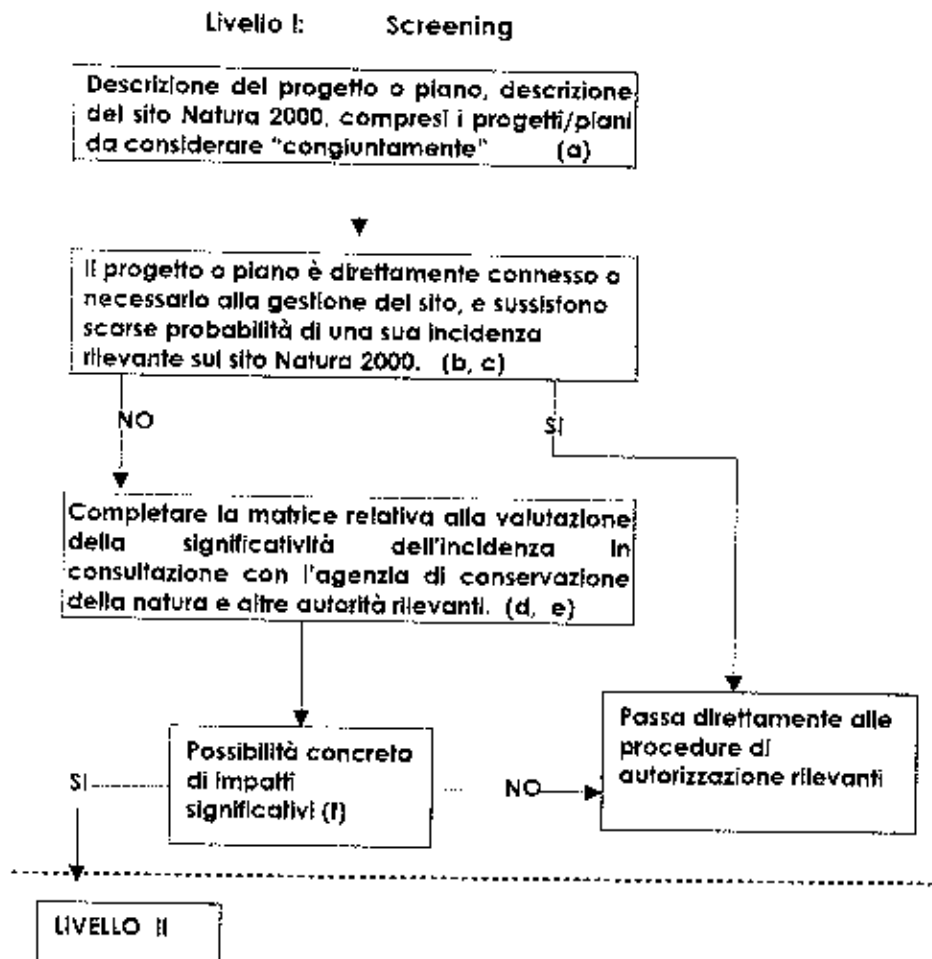 Livello I: Screening
Descrizione del progetto o piano, descrizione
del sito Natura 2000, compresi i progetti/piani
da considerare "congiuntamente" (a)
Il progetto o piano è direttamente connesso o
necessario alla gestione del sito, e sussistono
scarse probabilità di una sua incidenza
rilevante sul sito Natura 2000. (b, c)
NO
SI
Completare la matrice relativa alla valutazione
della significatività dell'incidenza in
consultazione con l'agenzia di conservazione
della natura e altre autorità rilevanti. (d, e)
Possibilità concreta
di impatti
significativi (f)
SI
NO
Passa direttamente alle
procedure di
autorizzazione rilevanti
LIVELLO II